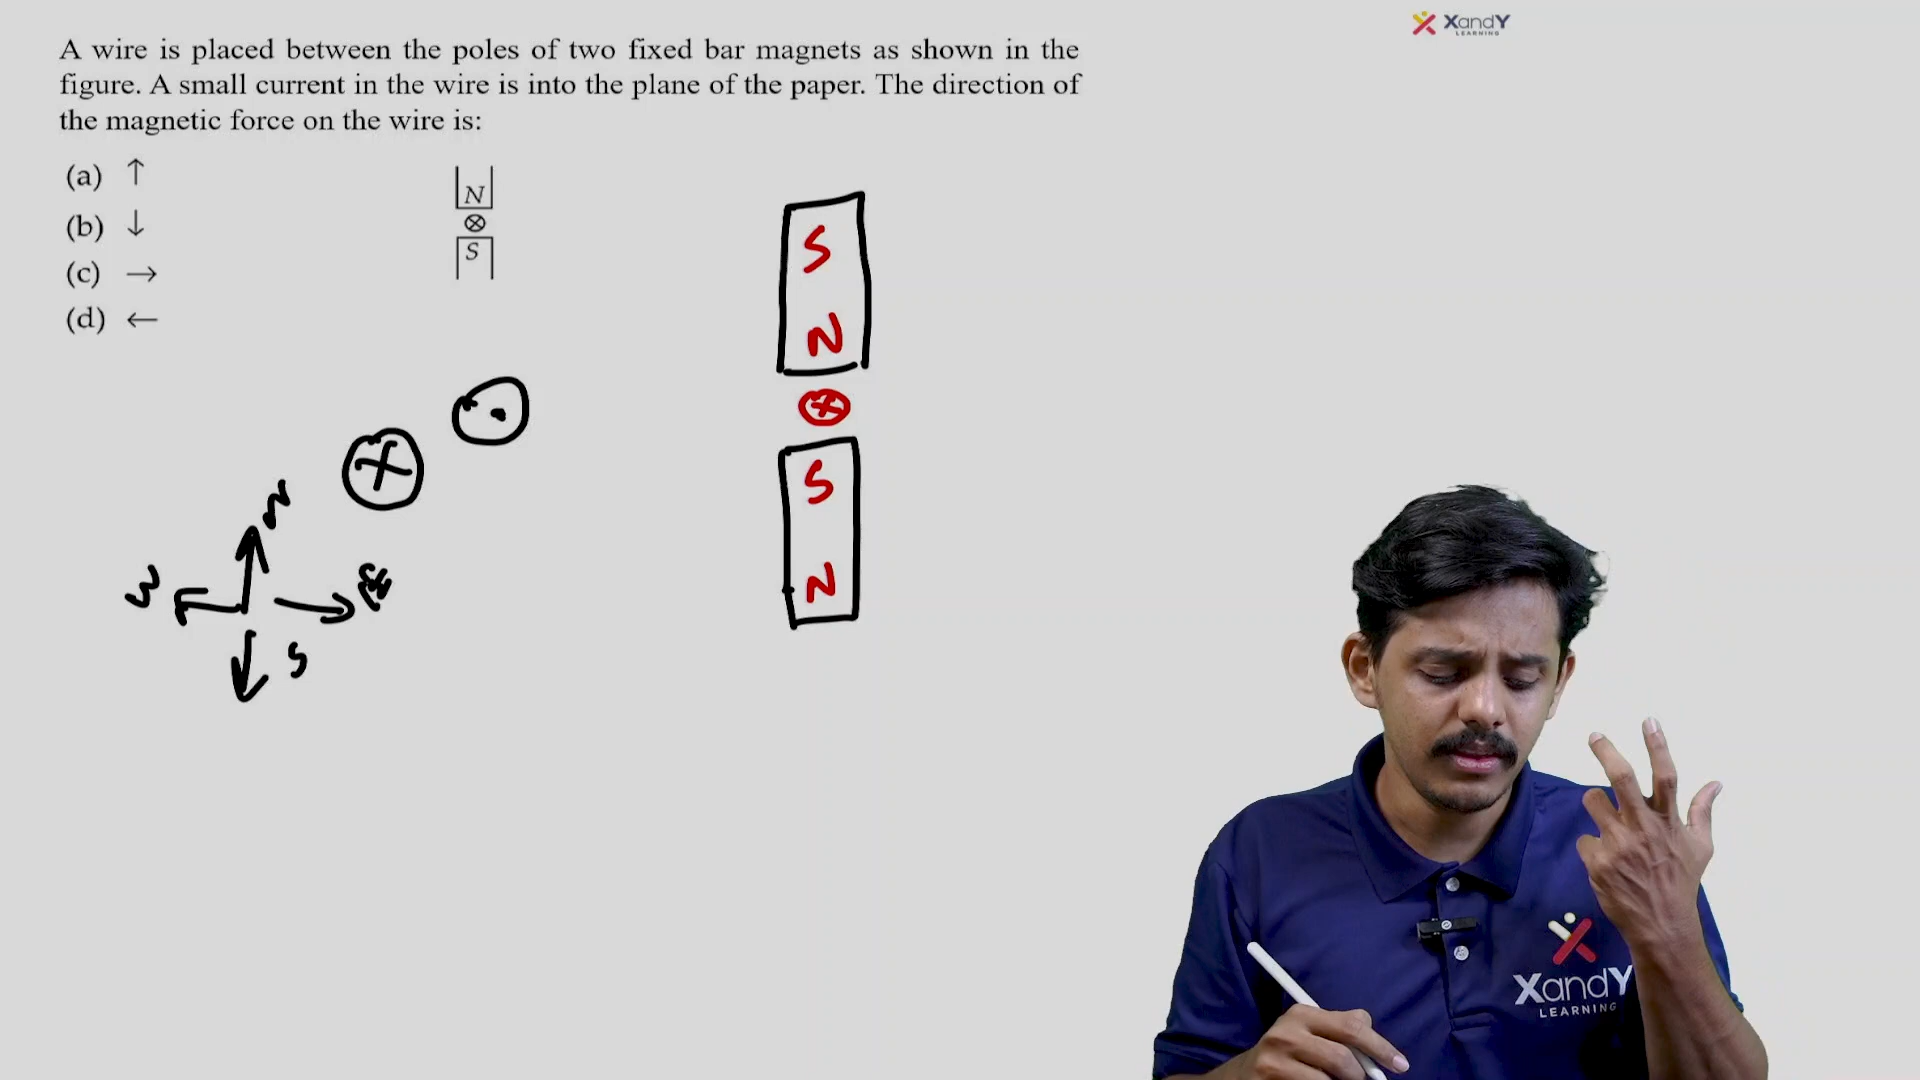 XandY
LEARNING
A wire is placed between the poles of two fixed bar magnets as shown in the
figure. A small current in the wire is into the plane of the paper. The direction of
the magnetic force on the wire is:
(a) ↑
(b) ↓
(c) →
(d) ←
N
⊗
S
S
N
⊗
S
N
N
W
S
XandY
LEARNING